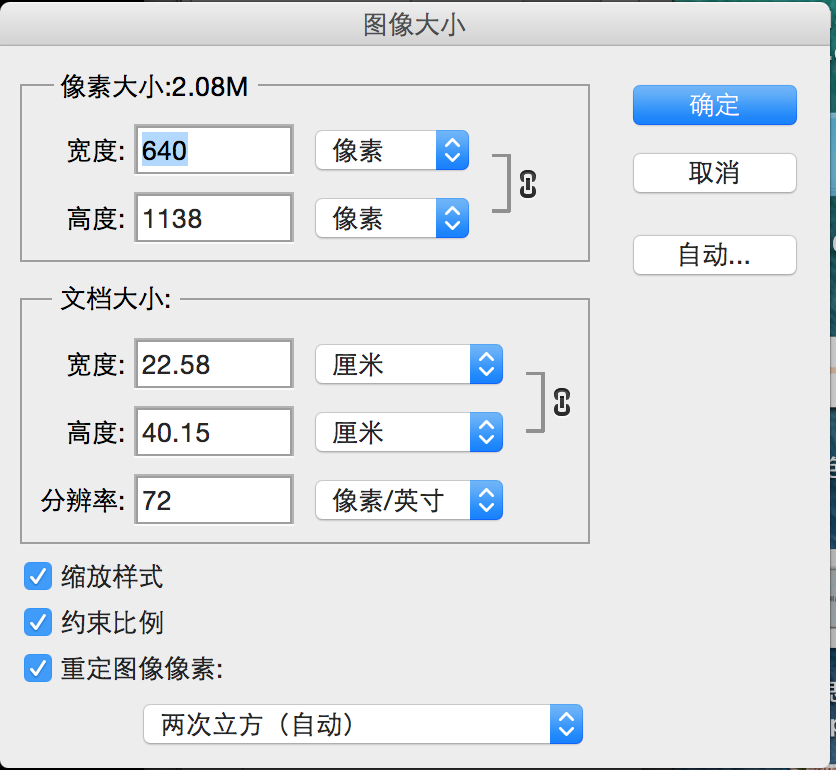 图像大小
像素大小:2.08M
宽度: 640 像素
高度: 1138 像素
确定
取消
自动...
文档大小:
宽度: 22.58 厘米
高度: 40.15 厘米
分辨率: 72 像素/英寸
缩放样式
约束比例
重定图像像素:
两次立方（自动）